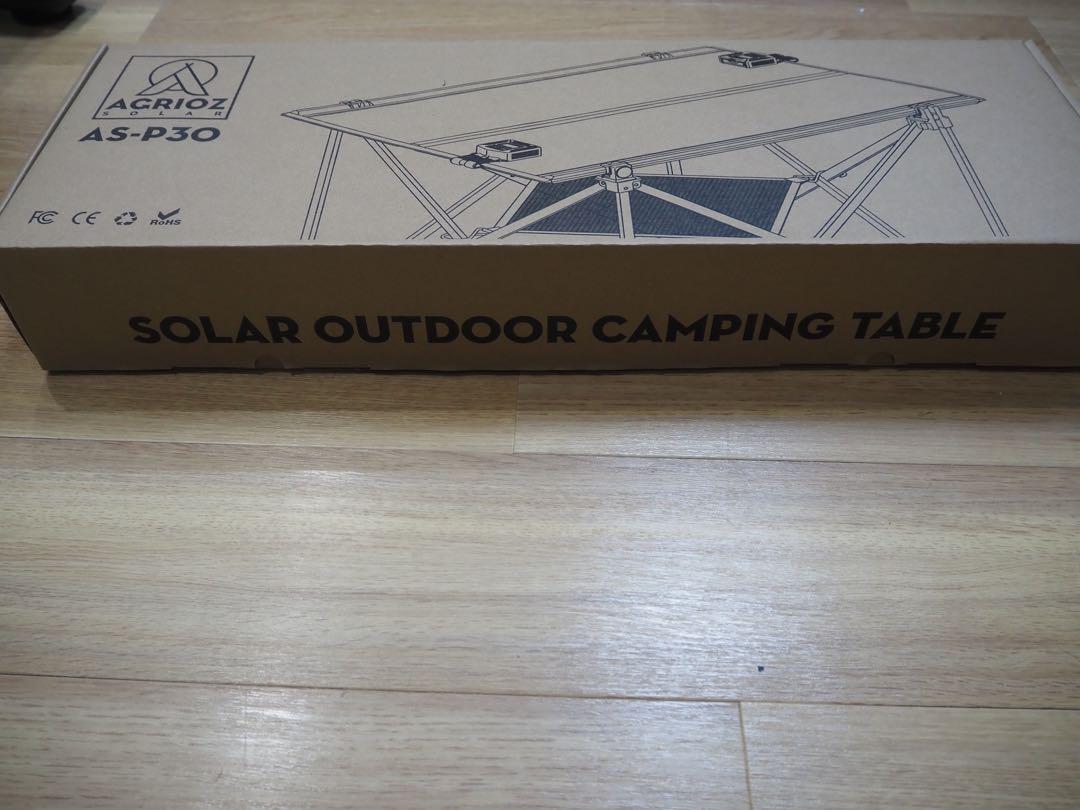 AGRIOZ
SOLAR
AS-P30
FC CE RoHS
SOLAR OUTDOOR CAMPING TABLE